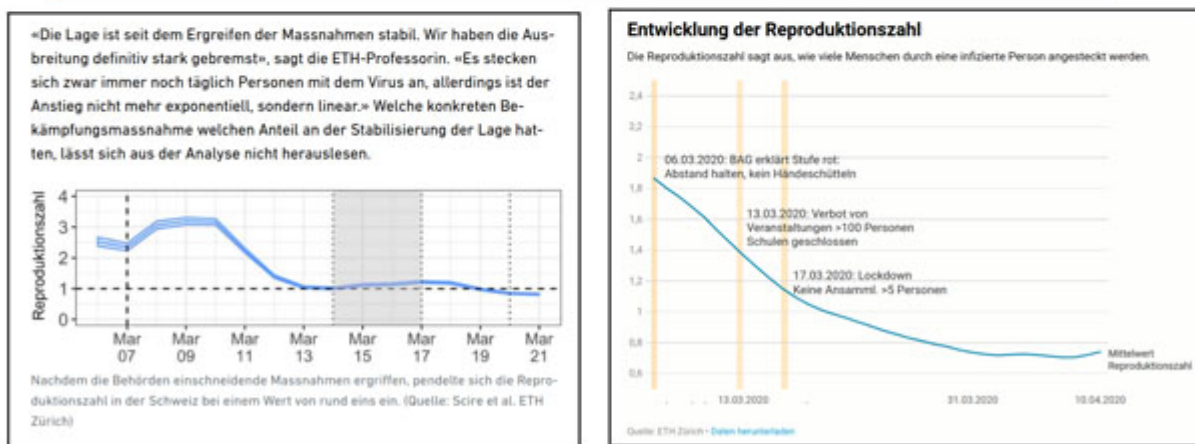 «Die Lage ist seit dem Ergreifen der Massnahmen stabil. Wir haben die Aus-
breitung definitiv stark gebremst», sagt die ETH-Professorin. «Es stecken
sich zwar immer noch täglich Personen mit dem Virus an, allerdings ist der
Anstieg nicht mehr exponentiell, sondern linear.» Welche konkreten Be-
kämpfungsmassnahme welchen Anteil an der Stabilisierung der Lage hat-
ten, lässt sich aus der Analyse nicht herauslesen.
Reproduktionszahl
4
3
2
1
0
Mar Mar Mar Mar Mar Mar Mar Mar
07 09 11 13 15 17 19 21
Nachdem die Behörden einschneidende Massnahmen ergriffen, pendelte sich die Repro-
duktionszahl in der Schweiz bei einem Wert von rund eins ein. (Quelle: Scire et al. ETH
Zürich)
Entwicklung der Reproduktionszahl
Die Reproduktionszahl sagt aus, wie viele Menschen durch eine infizierte Person angesteckt werden.
2,4
2,2
2
1,8
1,6
1,4
1,2
1
0,8
0,6
06.03.2020: BAG erklärt Stufe rot:
Abstand halten, kein Händeschütteln
13.03.2020: Verbot von
Veranstaltungen >100 Personen
Schulen geschlossen
17.03.2020: Lockdown
Keine Ansamml. >5 Personen
Mittelwert
Reproduktionszahl
13.03.2020 31.03.2020 10.04.2020
Quelle: ETH Zürich • Daten herunterladen